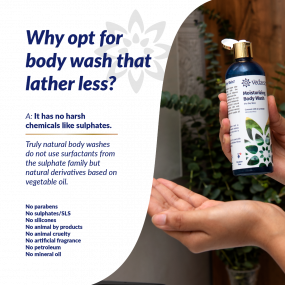 Why opt for
body wash that
lather less?
A: It has no harsh
chemicals like sulphates.
Truly natural body washes
do not use surfactants from
the sulphate family but
natural derivatives based on
vegetable oil.
No parabens
No sulphates/SLS
No silicones
No animal by products
No animal cruelty
No artificial fragrance
No petroleum
No mineral oil
Moisturising
Body Wash